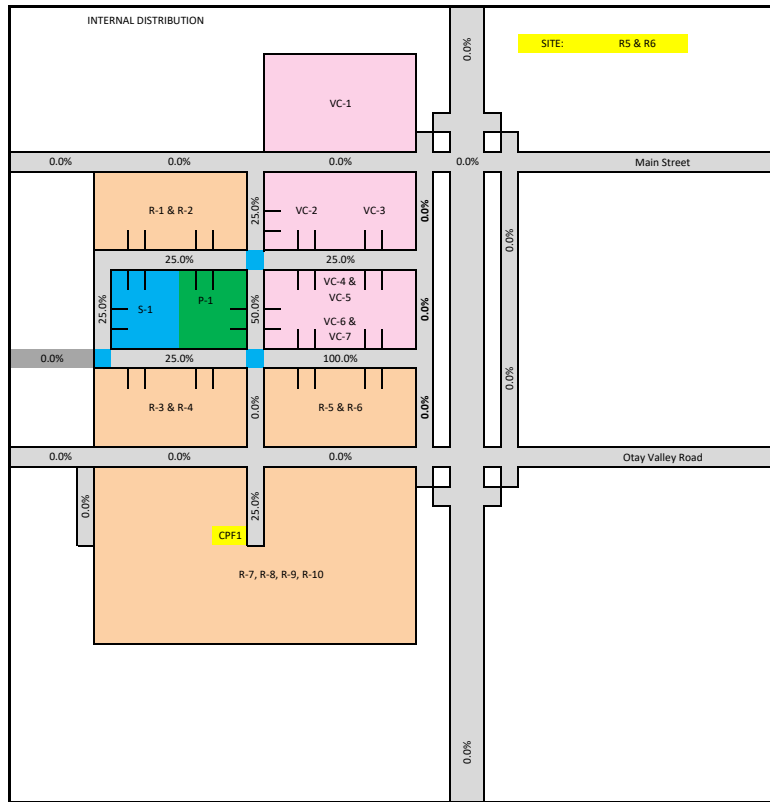 INTERNAL DISTRIBUTION
0.0%
SITE: R5 & R6
VC-1
0.0% 0.0% 0.0% 0.0% Main Street
R-1 & R-2
25.0%
VC-2 VC-3
0.0%
0.0%
25.0% 25.0%
25.0%
S-1
P-1
50.0%
VC-4 &
VC-5
VC-6 &
VC-7
0.0%
0.0% 25.0% 100.0%
R-3 & R-4
0.0%
R-5 & R-6
0.0%
0.0%
0.0% 0.0% 0.0% Otay Valley Road
0.0%
25.0%
CPF1
R-7, R-8, R-9, R-10
0.0%